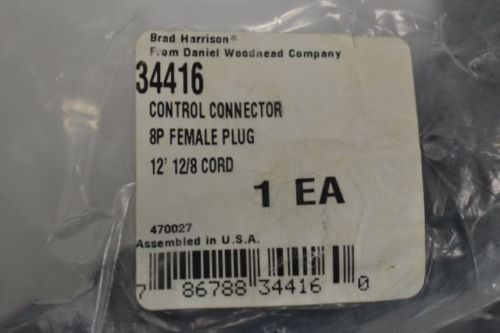 Brad Harrison®
From Daniel Woodhead Company
34416
CONTROL CONNECTOR
8P FEMALE PLUG
12' 12/8 CORD
1 EA
470027
Assembled in U.S.A.
7 86788 34416 0